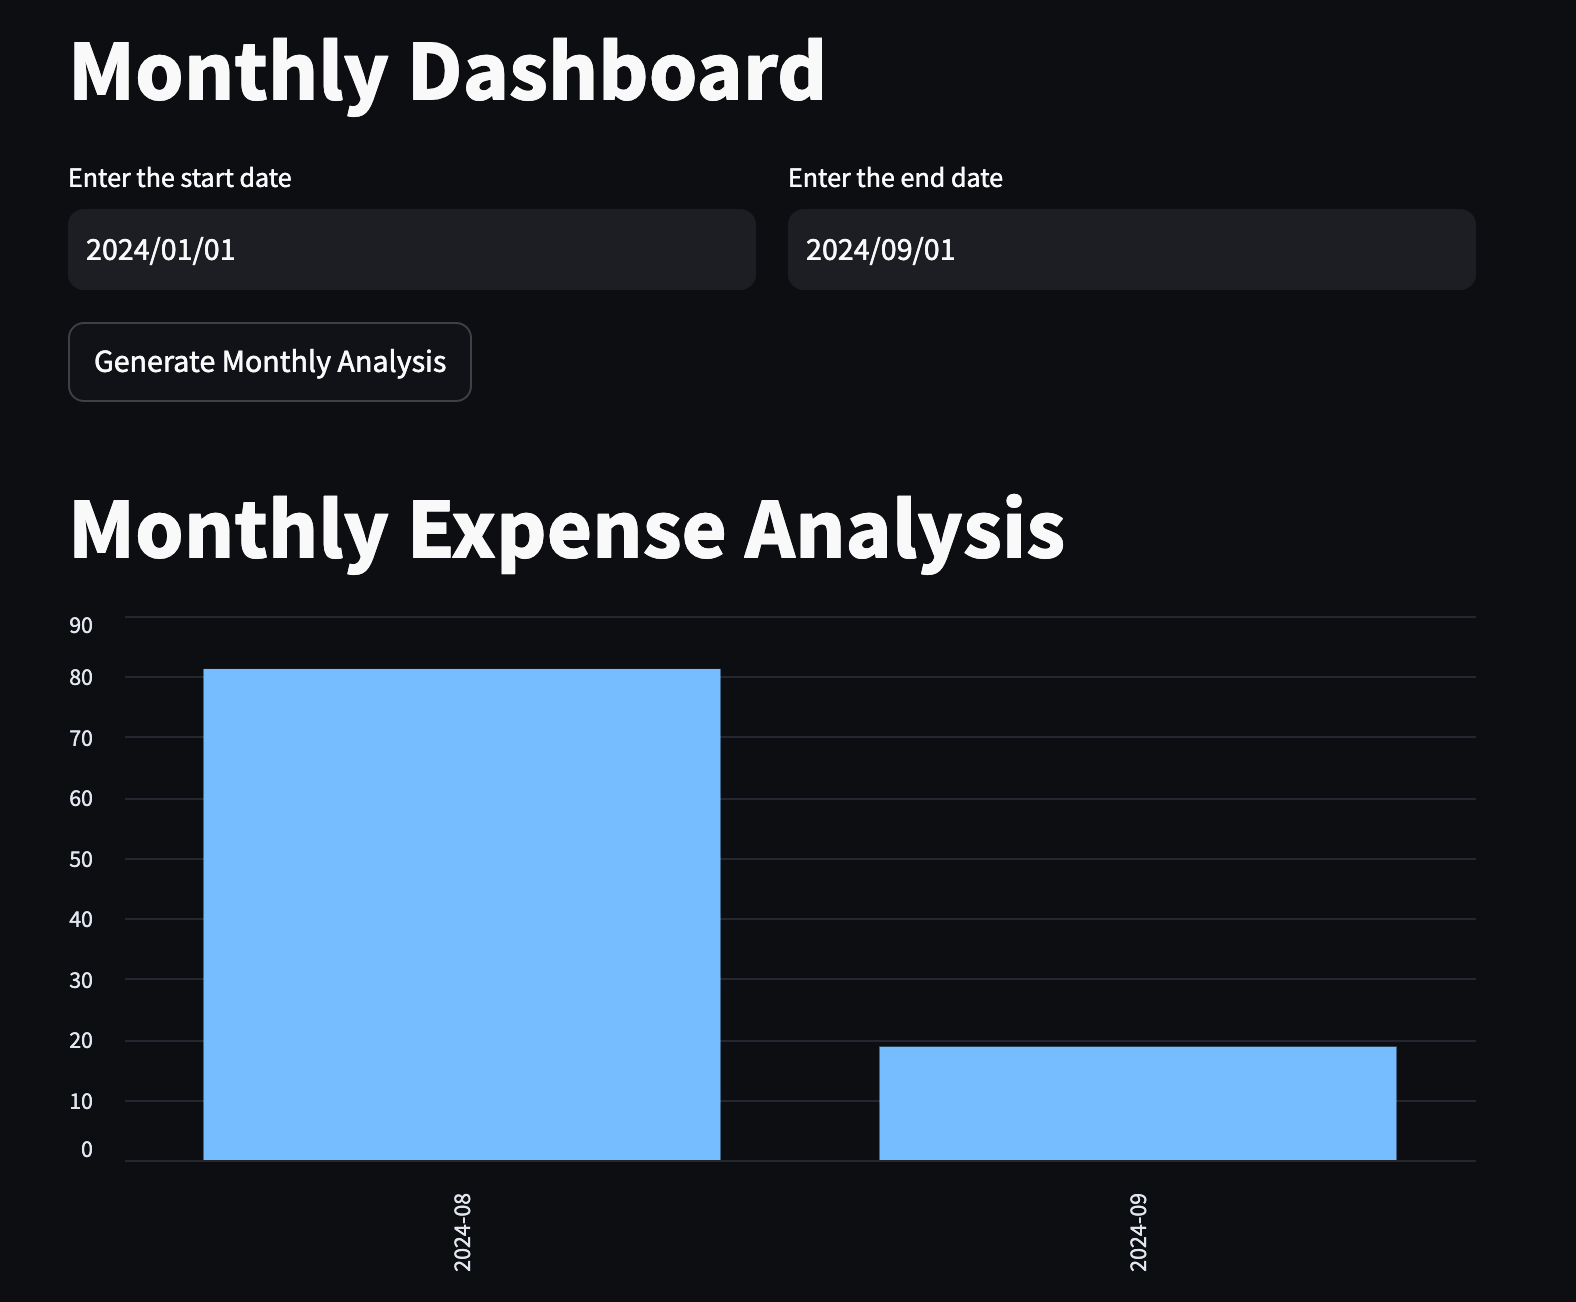 Monthly Dashboard
Enter the start date
Enter the end date
2024/01/01
2024/09/01
Generate Monthly Analysis
Monthly Expense Analysis
90
80
70
60
50
40
30
20
10
0
2024-08
2024-09